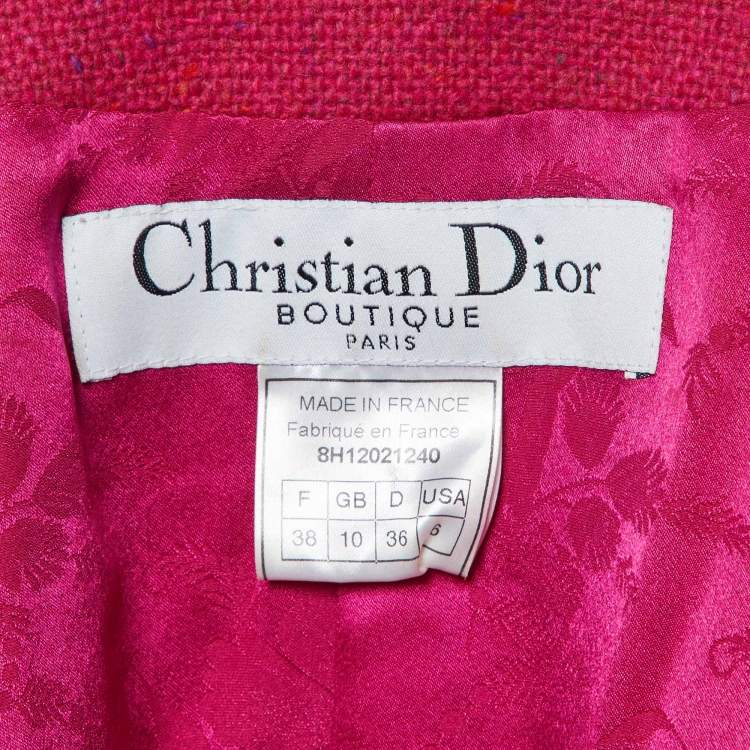 Christian Dior
BOUTIQUE
PARIS
MADE IN FRANCE
Fabriqué en France
8H12021240
F GB D USA
38 10 36 6